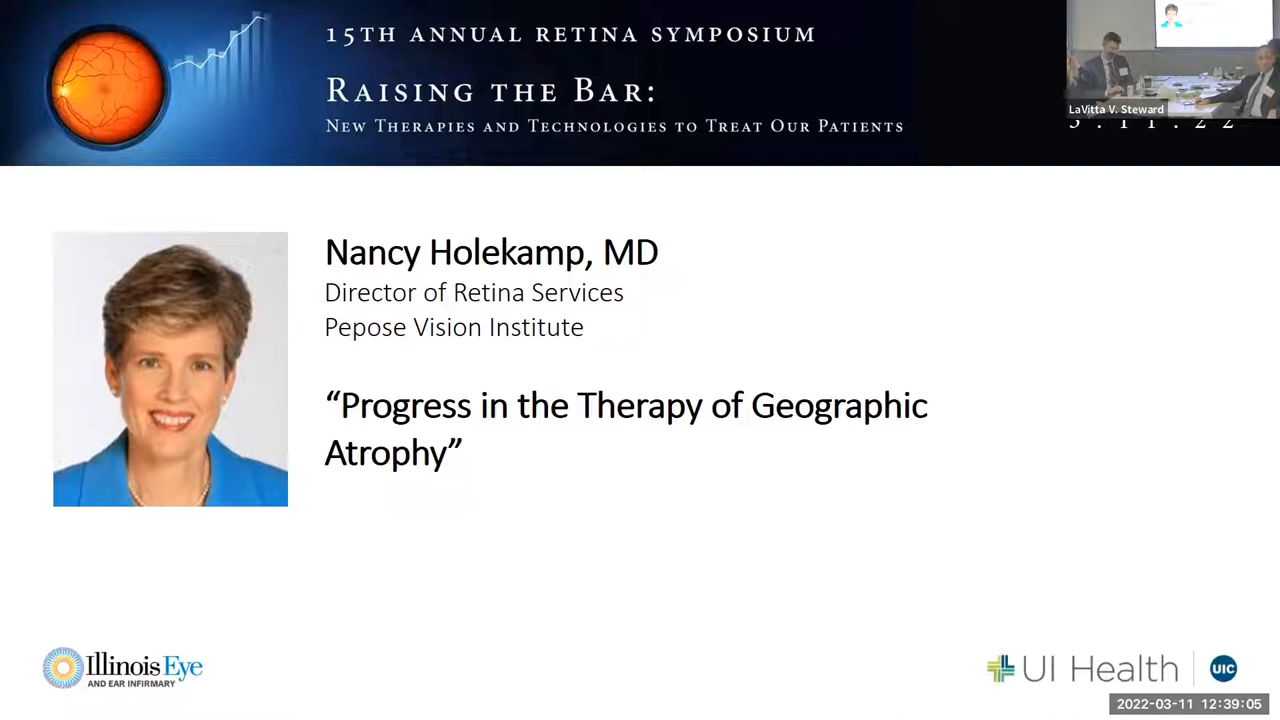 15TH ANNUAL RETINA SYMPOSIUM
RAISING THE BAR:
NEW THERAPIES AND TECHNOLOGIES TO TREAT OUR PATIENTS
LaVitta V. Steward
Nancy Holekamp, MD
Director of Retina Services
Pepose Vision Institute
“Progress in the Therapy of Geographic
Atrophy”
Illinois Eye
AND EAR INFIRMARY
UI Health
UIC
2022-03-11 12:39:05